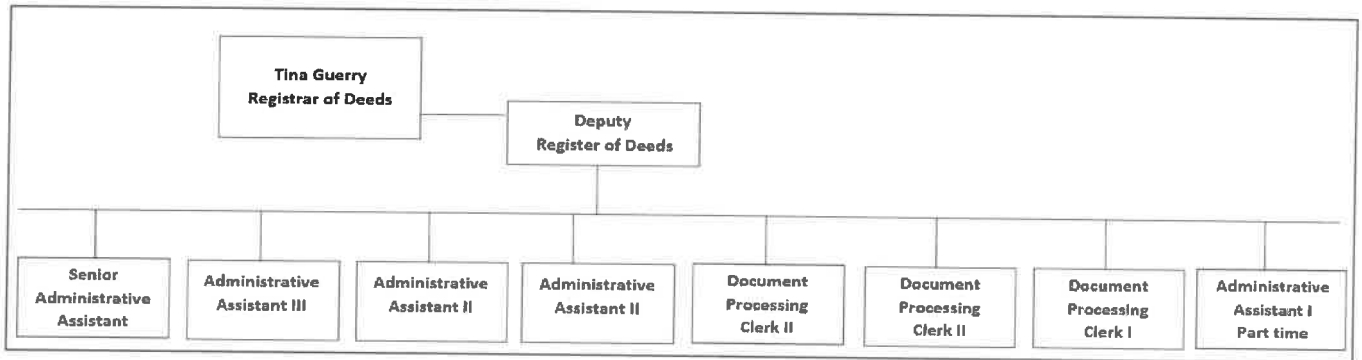 Tina Guerry
Registrar of Deeds
Deputy
Register of Deeds
Senior
Administrative
Assistant
Administrative
Assistant III
Administrative
Assistant II
Administrative
Assistant II
Document
Processing
Clerk II
Document
Processing
Clerk II
Document
Processing
Clerk I
Administrative
Assistant I
Part time